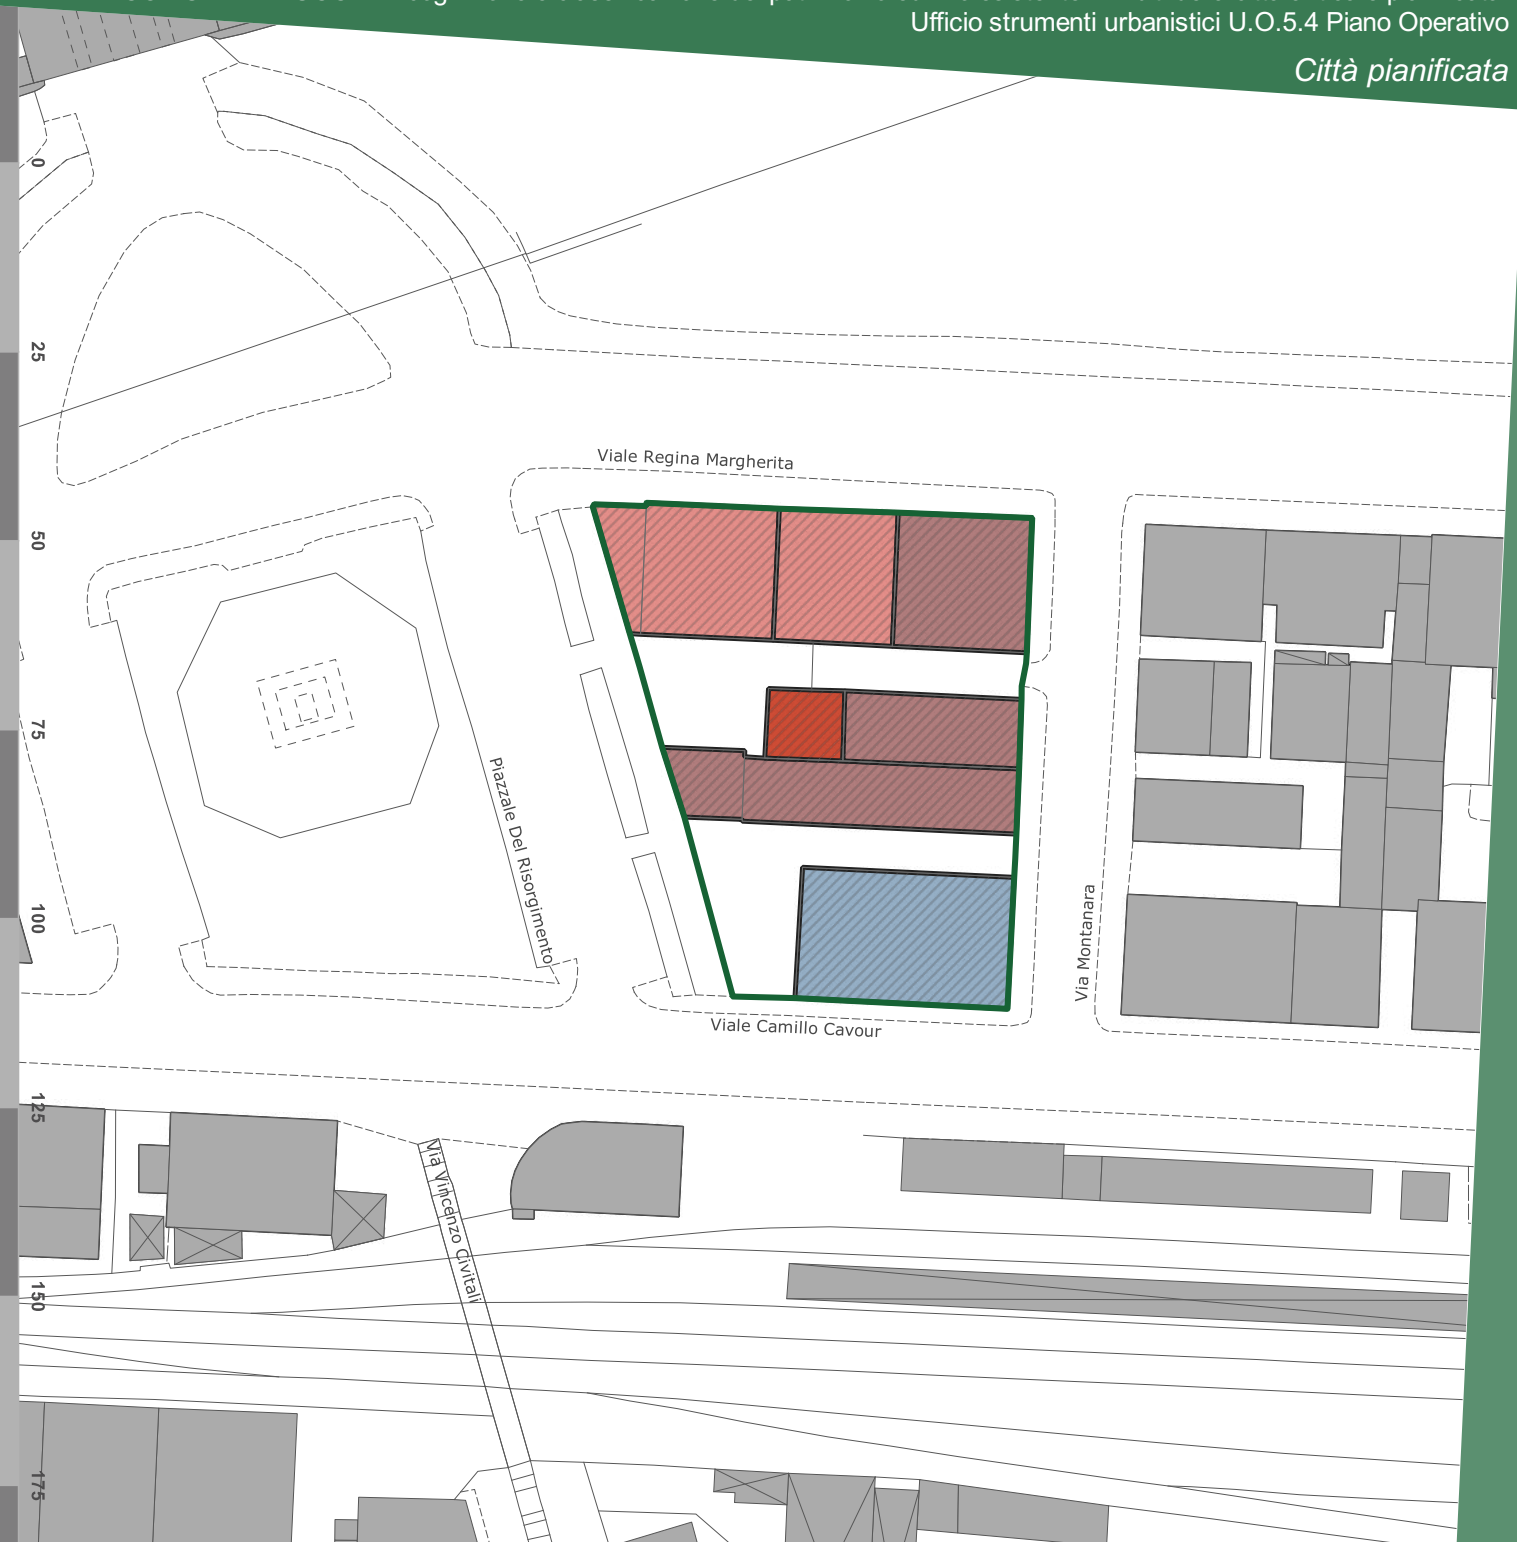 Ufficio strumenti urbanistici U.O.5.4 Piano Operativo
Città pianificata
0
25
50
75
100
125
150
175
Viale Regina Margherita
Piazzale Del Risorgimento
Via Montanara
Viale Camillo Cavour
Via Vincenzo Civitali